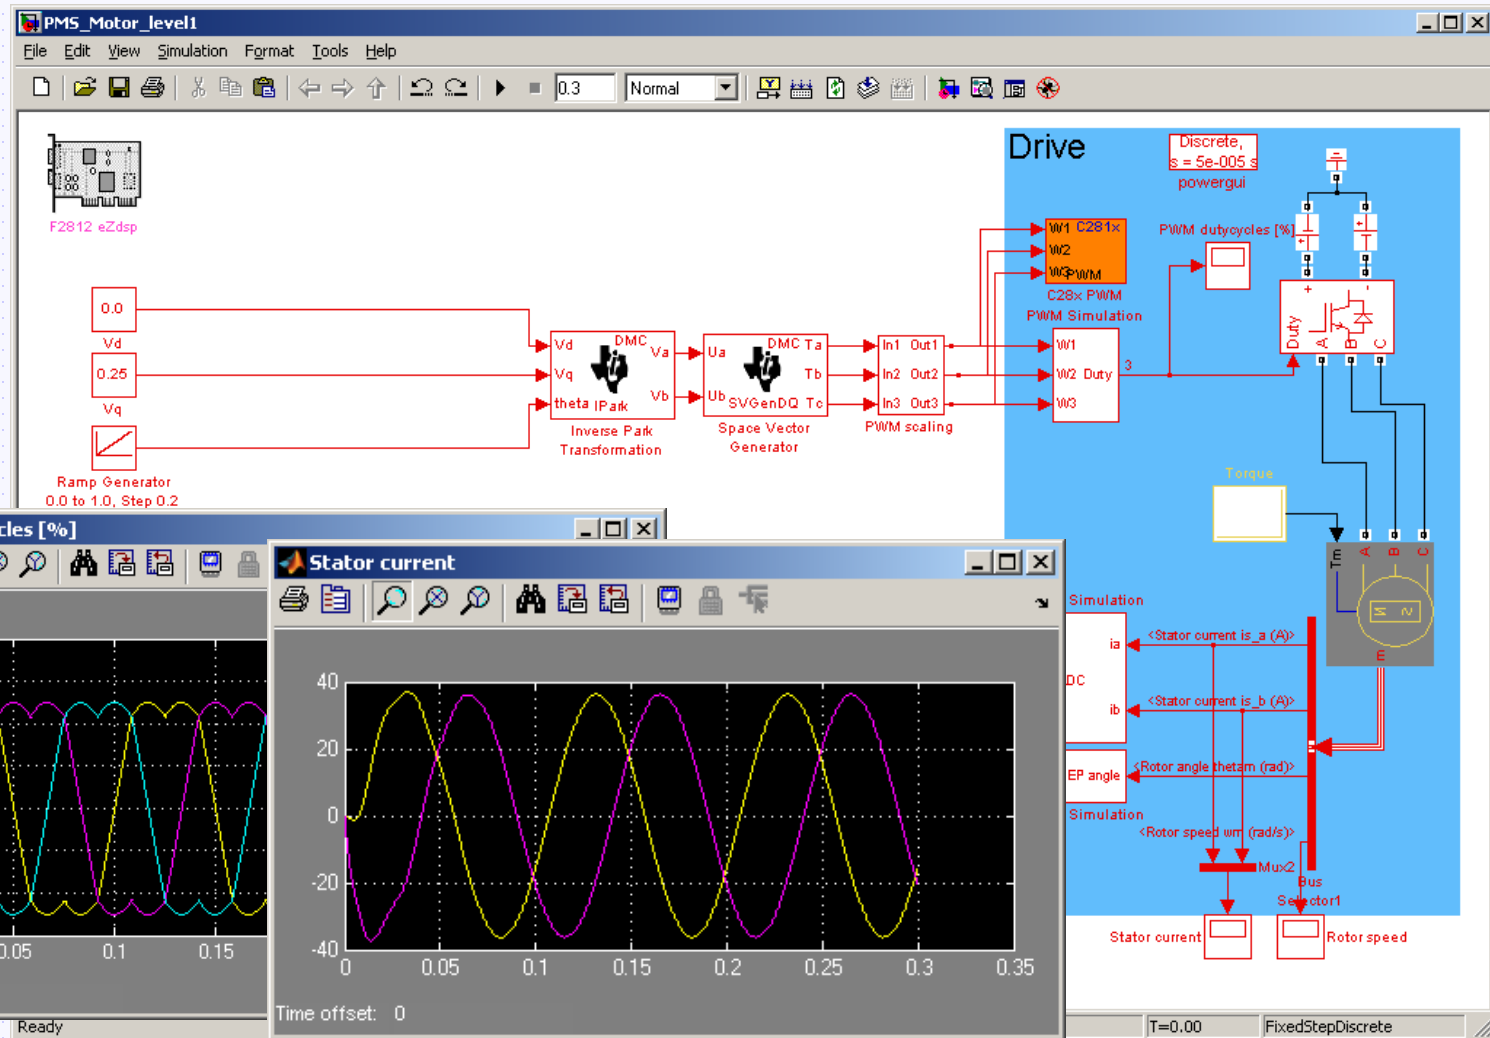 PMS_Motor_level1
File Edit View Simulation Format Tools Help
0.3 Normal
Drive
Discrete,
s = 5e-005 s
powergui
F2812 eZdsp
W1 C281x
W2
W3 PWM
C28x PWM
PWM Simulation
PWM dutycycles [%]
0.0
Vd
0.25
Vq
Ramp Generator
0.0 to 1.0, Step 0.2
Vd DMC Va
Vq
theta IPark Vb
Inverse Park
Transformation
Ua DMC Ta
Tb
Ub SVGenDQ Tc
Space Vector
Generator
In1 Out1
In2 Out2
In3 Out3
PWM scaling
W1
W2 Duty
W3
3
+ -
Duty A B C
Torque
Tm A B C
M
m
cles [%]
0.05 0.1 0.15
Stator current
40
20
0
-20
-40
0 0.05 0.1 0.15 0.2 0.25 0.3 0.35
Time offset: 0
Simulation
ia
DC
ib
EP angle
Simulation
<Stator current is_a (A)>
<Stator current is_b (A)>
<Rotor angle thetam (rad)>
<Rotor speed wm (rad/s)>
Mux2
Bus
Selector1
Stator current
Rotor speed
Ready T=0.00 FixedStepDiscrete